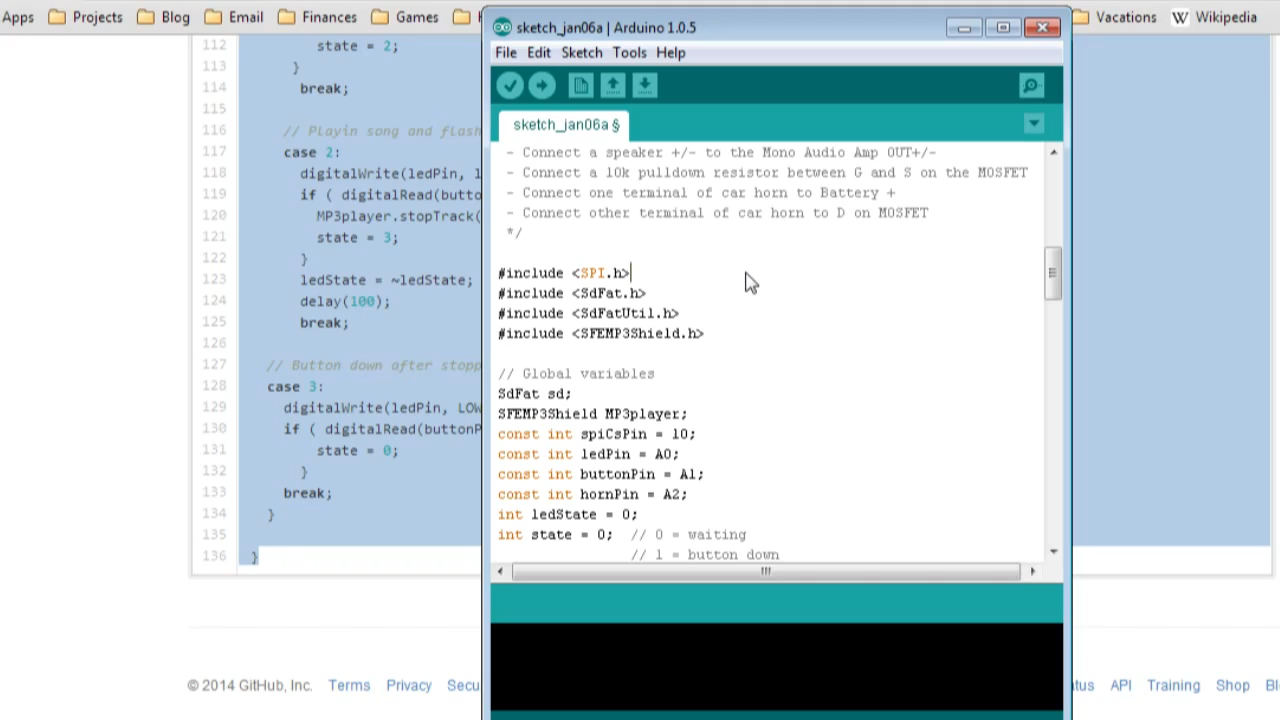 Apps Projects Blog Email Finances Games Vacations Wikipedia
112 state = 2;
113 }
114 break;
115
116 // Playin song and flash
117 case 2:
118 digitalWrite(ledPin,
119 if ( digitalRead(butto
120 MP3player.stopTrack(
121 state = 3;
122 }
123 ledState = ~ledState;
124 delay(100);
125 break;
126
127 // Button down after stopp
128 case 3:
129 digitalWrite(ledPin, LOW
130 if ( digitalRead(buttonP
131 state = 0;
132 }
133 break;
134 }
135
136 }
© 2014 GitHub, Inc. Terms Privacy Secu
tus API Training Shop Bl
sketch_jan06a | Arduino 1.0.5
File Edit Sketch Tools Help
sketch_jan06a §
- Connect a speaker +/- to the Mono Audio Amp OUT+/-
- Connect a 10k pulldown resistor between G and S on the MOSFET
- Connect one terminal of car horn to Battery +
- Connect other terminal of car horn to D on MOSFET
*/
#include <SPI.h>
#include <SdFat.h>
#include <SdFatUtil.h>
#include <SFEMP3Shield.h>
// Global variables
SdFat sd;
SFEMP3Shield MP3player;
const int spiCsPin = 10;
const int ledPin = A0;
const int buttonPin = A1;
const int hornPin = A2;
int ledState = 0;
int state = 0; // 0 = waiting
// 1 = button down